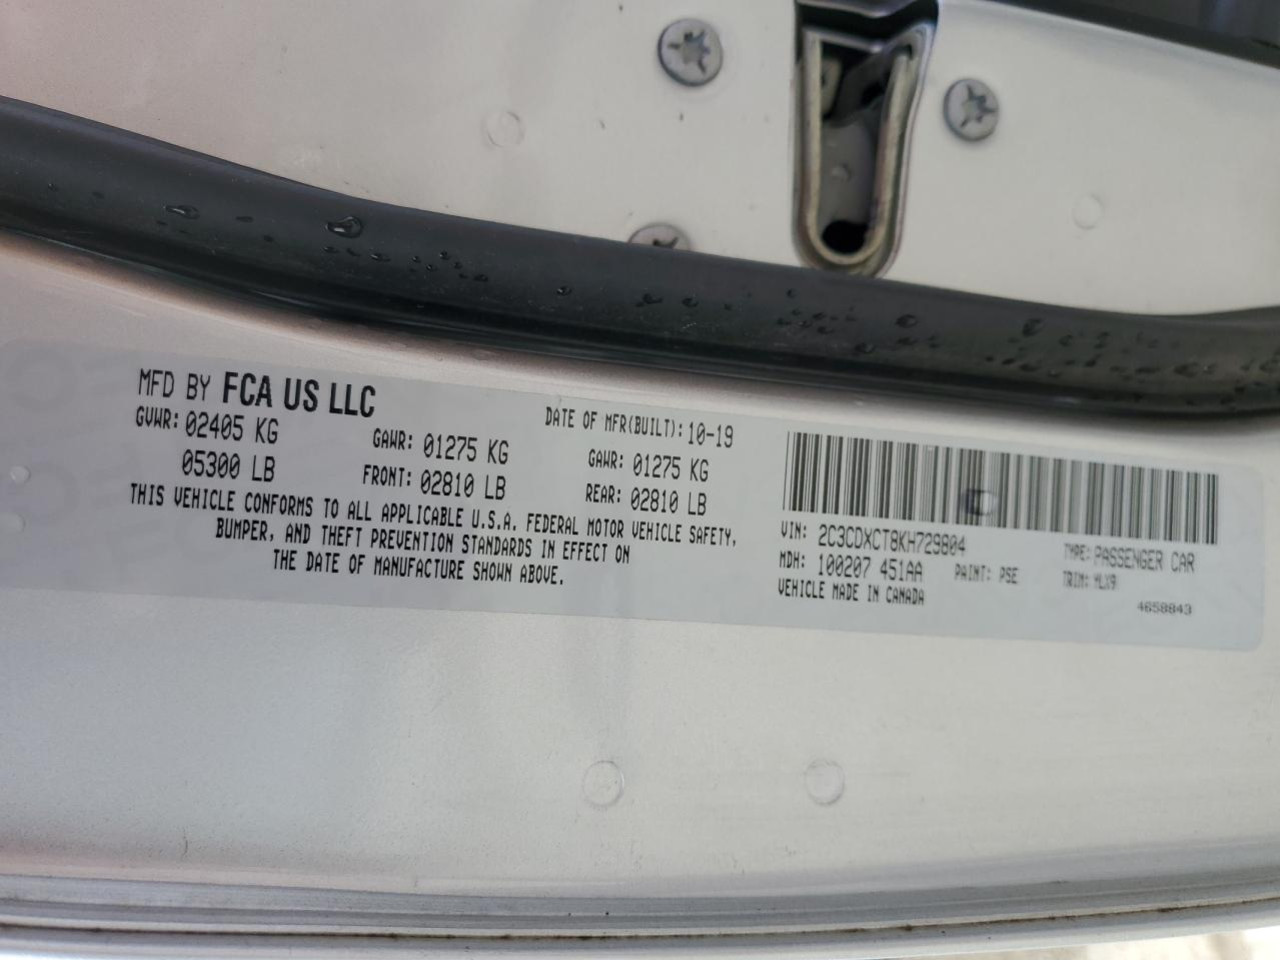 MFD BY FCA US LLC
DATE OF MFR(BUILT): 10-19
GVWR: 02405 KG
GAWR: 01275 KG
GAWR: 01275 KG
05300 LB
FRONT: 02810 LB
REAR: 02810 LB
THIS VEHICLE CONFORMS TO ALL APPLICABLE U.S.A. FEDERAL MOTOR VEHICLE SAFETY,
BUMPER, AND THEFT PREVENTION STANDARDS IN EFFECT ON
THE DATE OF MANUFACTURE SHOWN ABOVE.
VIN: 2C3CDXCT8KH729804
TYPE: PASSENGER CAR
MDH: 100207 451AA
PAINT: PSE
TRIM: MLX9
VEHICLE MADE IN CANADA
4658843